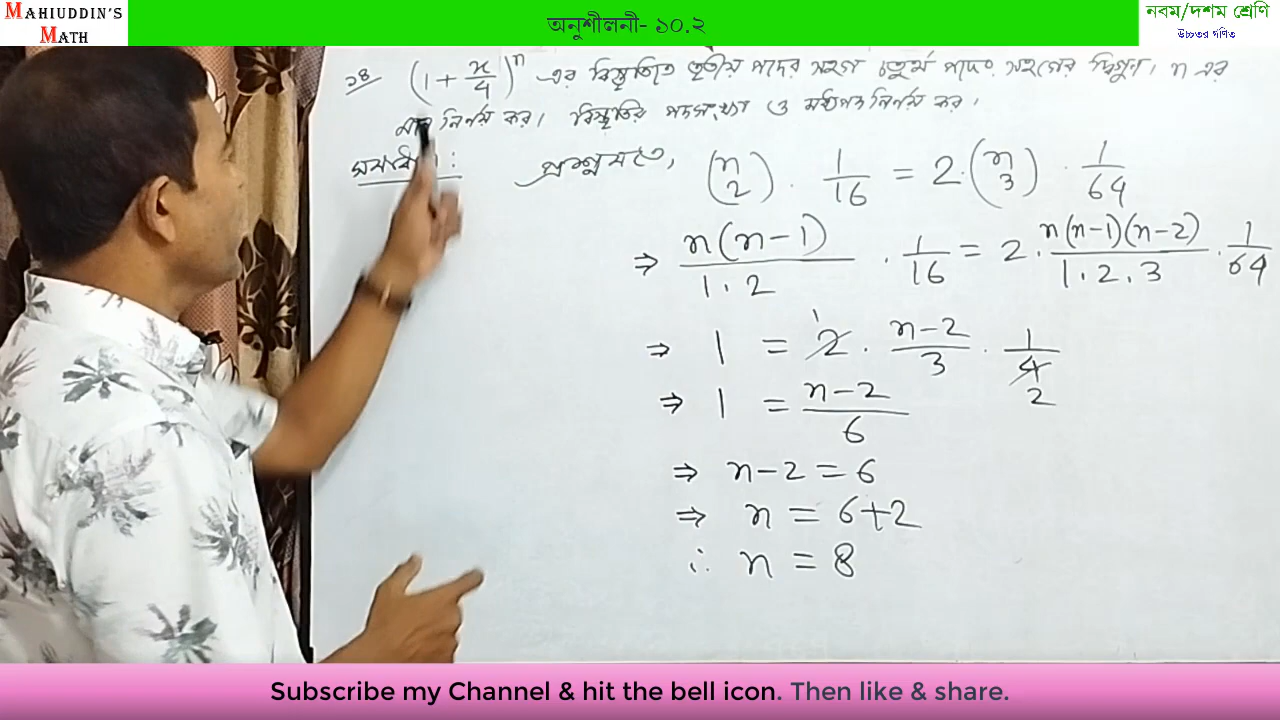 MAHIUDDIN'S
MATH
অনুশীলনী- ১০.২
নবম/দশম শ্রেণি
উচ্চতর গণিত
১৪ (1 + x/4)^n এর বিস্তৃতিতে তৃতীয় পদের সহগ চতুর্থ পদের সহগের দ্বিগুন। n এর
মান নির্ণয় কর। বিস্তৃতির পদসংখ্যা ও মধ্যপদ নির্ণয় কর।
সমাধান :
প্রশ্নমতে, (n 2) · 1/16 = 2·(n 3) · 1/64
⇒ n(n-1)/1·2 · 1/16 = 2 · n(n-1)(n-2)/1·2·3 · 1/64
⇒ 1 = 2 · n-2/3 · 1/4 1 2
⇒ 1 = n-2/6
⇒ n-2 = 6
⇒ n = 6+2
∴ n = 8
Subscribe my Channel & hit the bell icon. Then like & share.